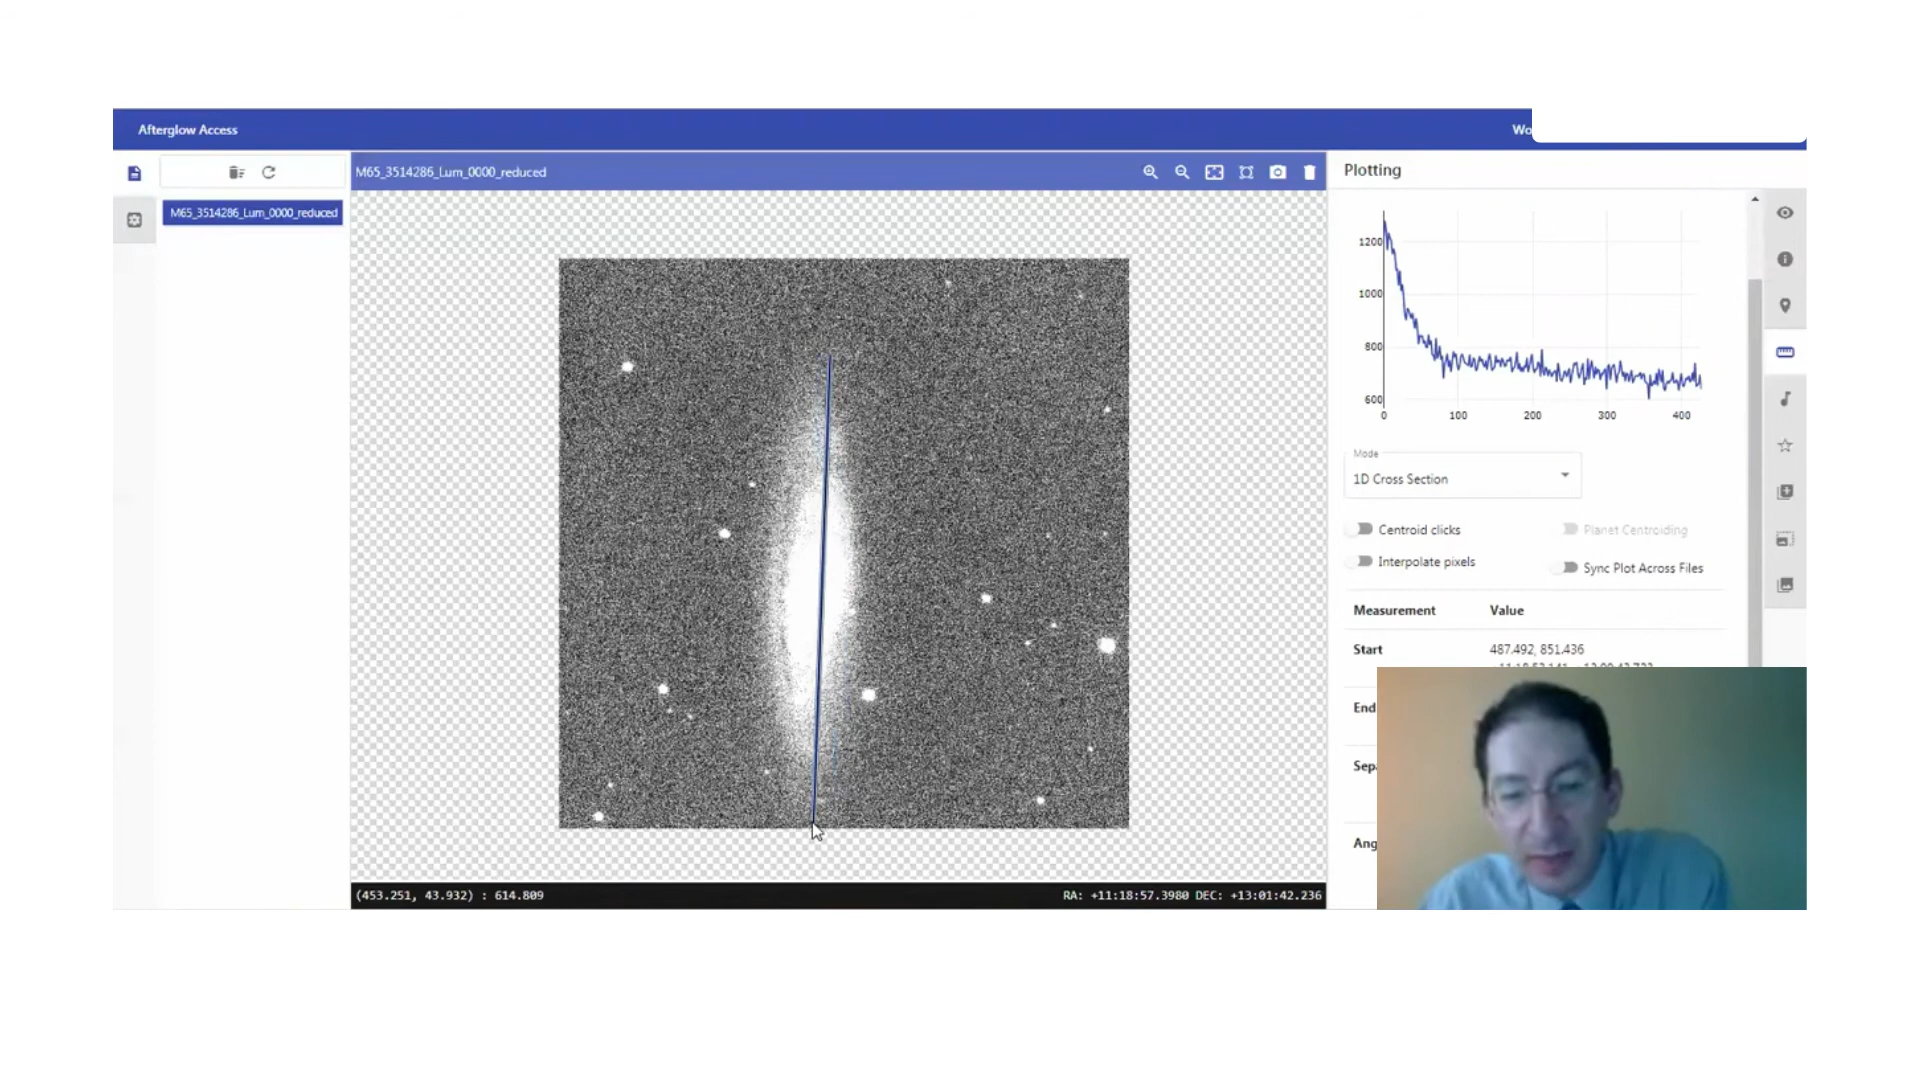 Afterglow Access
Wo
M65_3514286_Lum_0000_reduced
M65_3514286_Lum_0000_reduced
Plotting
1200
1000
800
600
0 100 200 300 400
Mode
1D Cross Section
Centroid clicks
Planet Centroiding
Interpolate pixels
Sync Plot Across Files
Measurement Value
Start 487.492, 851.436
End
Sep
Ang
(453.251, 43.932) : 614.809
RA: +11:18:57.3980 DEC: +13:01:42.236